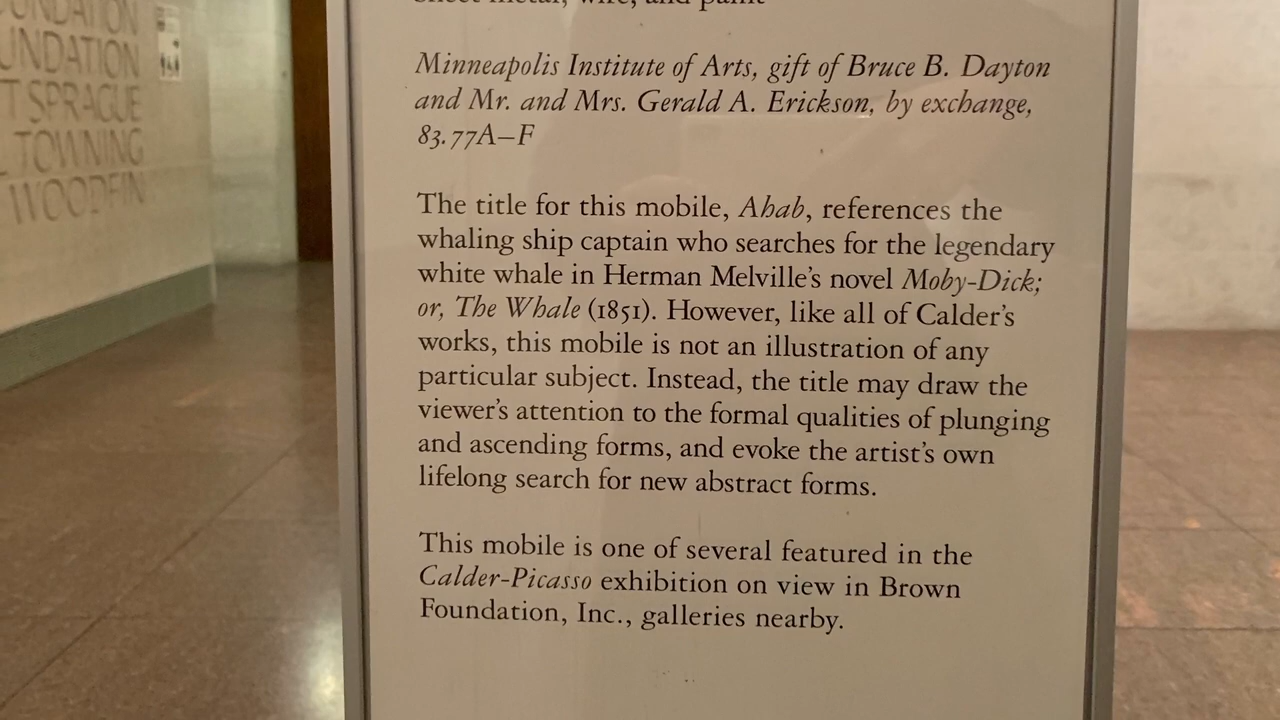 UNDATION
UNDATION
T SPRAGUE
TOWNING
WOODFIN
sheet metal, wire, and paint
Minneapolis Institute of Arts, gift of Bruce B. Dayton
and Mr. and Mrs. Gerald A. Erickson, by exchange,
83.77A–F
The title for this mobile, Ahab, references the
whaling ship captain who searches for the legendary
white whale in Herman Melville's novel Moby-Dick;
or, The Whale (1851). However, like all of Calder's
works, this mobile is not an illustration of any
particular subject. Instead, the title may draw the
viewer's attention to the formal qualities of plunging
and ascending forms, and evoke the artist's own
lifelong search for new abstract forms.
This mobile is one of several featured in the
Calder-Picasso exhibition on view in Brown
Foundation, Inc., galleries nearby.